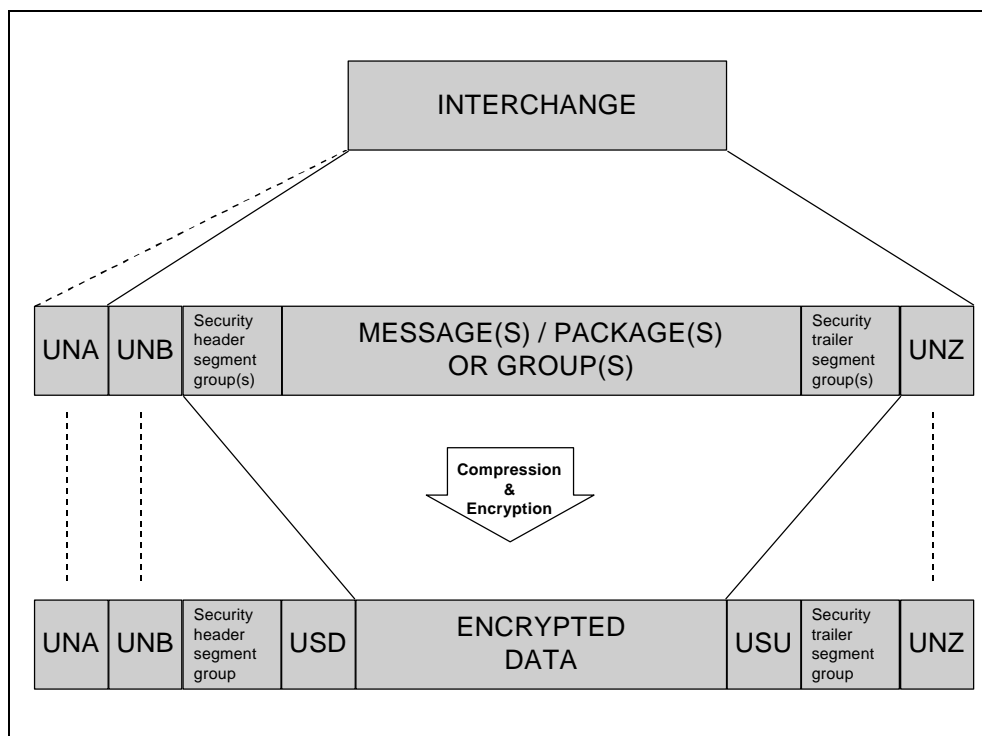 INTERCHANGE
UNA
UNB
Security
header
segment
group(s)
MESSAGE(S) / PACKAGE(S)
OR GROUP(S)
Security
trailer
segment
group(s)
UNZ
Compression
&
Encryption
UNA
UNB
Security
header
segment
group
USD
ENCRYPTED
DATA
USU
Security
trailer
segment
group
UNZ